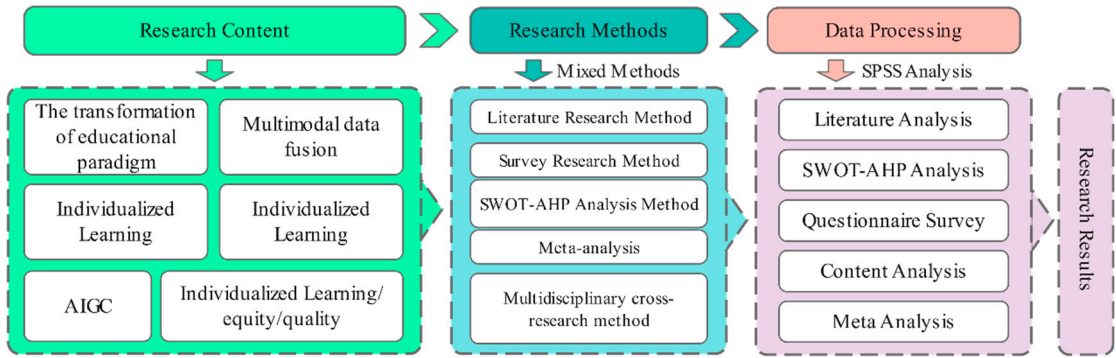 Research Content
Research Methods
Data Processing
Mixed Methods
SPSS Analysis
The transformation
of educational
paradigm
Multimodal data
fusion
Individualized
Learning
Individualized
Learning
AIGC
Individualized Learning/
equity/quality
Literature Research Method
Survey Research Method
SWOT-AHP Analysis Method
Meta-analysis
Multidisciplinary cross-
research method
Literature Analysis
SWOT-AHP Analysis
Questionnaire Survey
Content Analysis
Meta Analysis
Research Results